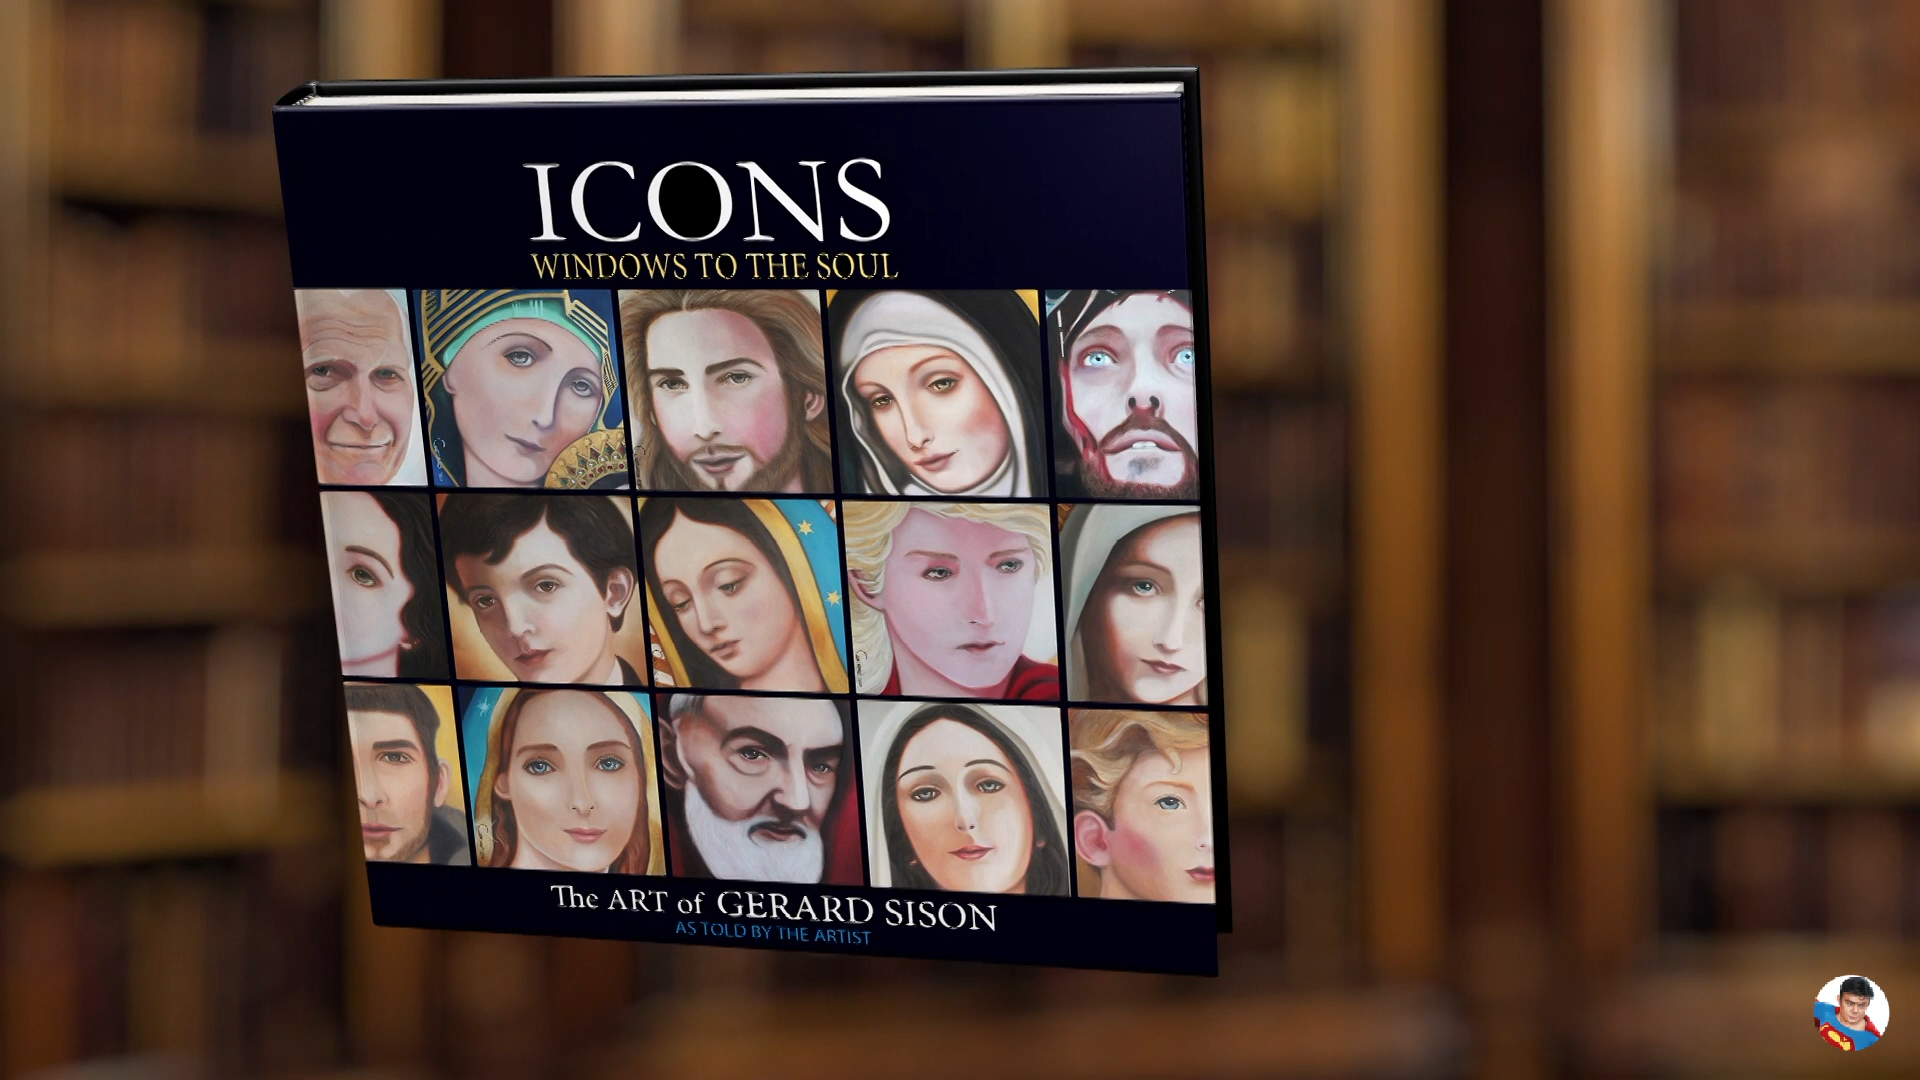 ICONS
WINDOWS TO THE SOUL
The ART of GERARD SISON
AS TOLD BY THE ARTIST